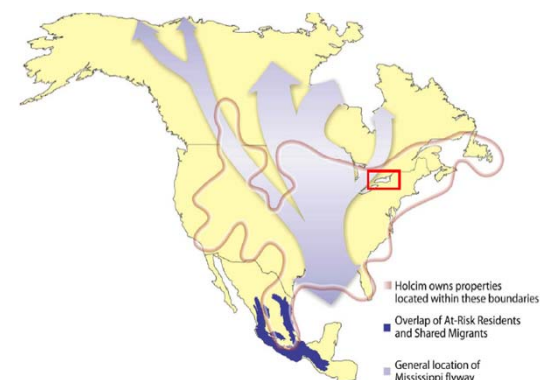 Holcim owns properties
located within these boundaries
Overlap of At-Risk Residents
and Shared Migrants
General location of
Mississippi flyway